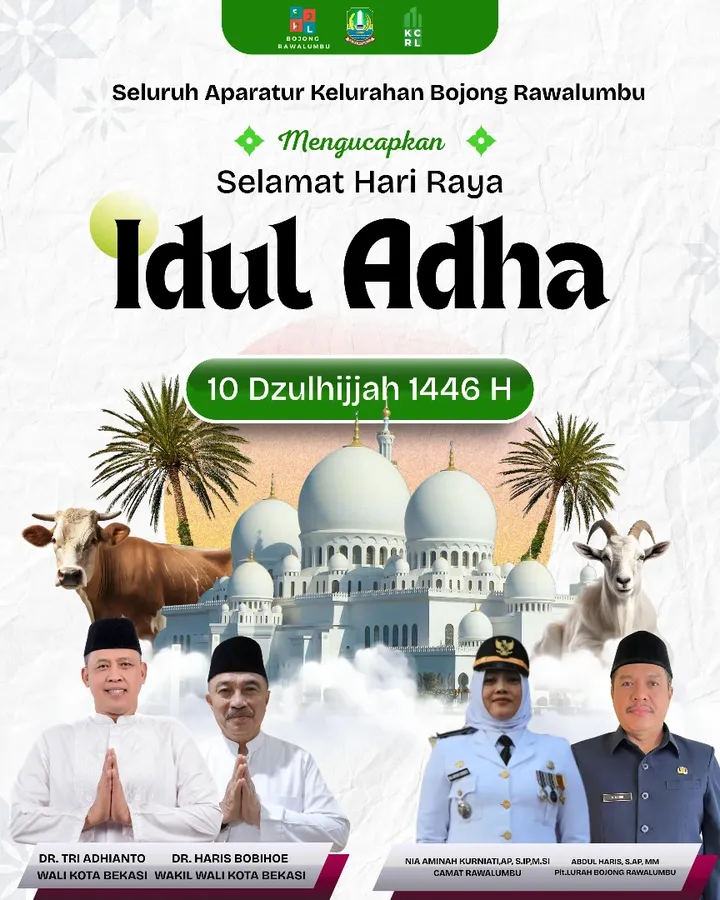 BOJONG
RAWALUMBU
KC
RL
Seluruh Aparatur Kelurahan Bojong Rawalumbu
Mengucapkan
Selamat Hari Raya
Idul Adha
10 Dzulhijjah 1446 H
DR. TRI ADHIANTO
WALI KOTA BEKASI
DR. HARIS BOBIHOE
WAKIL WALI KOTA BEKASI
NIA AMINAH KURNIATI,AP, S.IP,M.SI
CAMAT RAWALUMBU
ABDUL HARIS, S.AP, MM
Plt.LURAH BOJONG RAWALUMBU